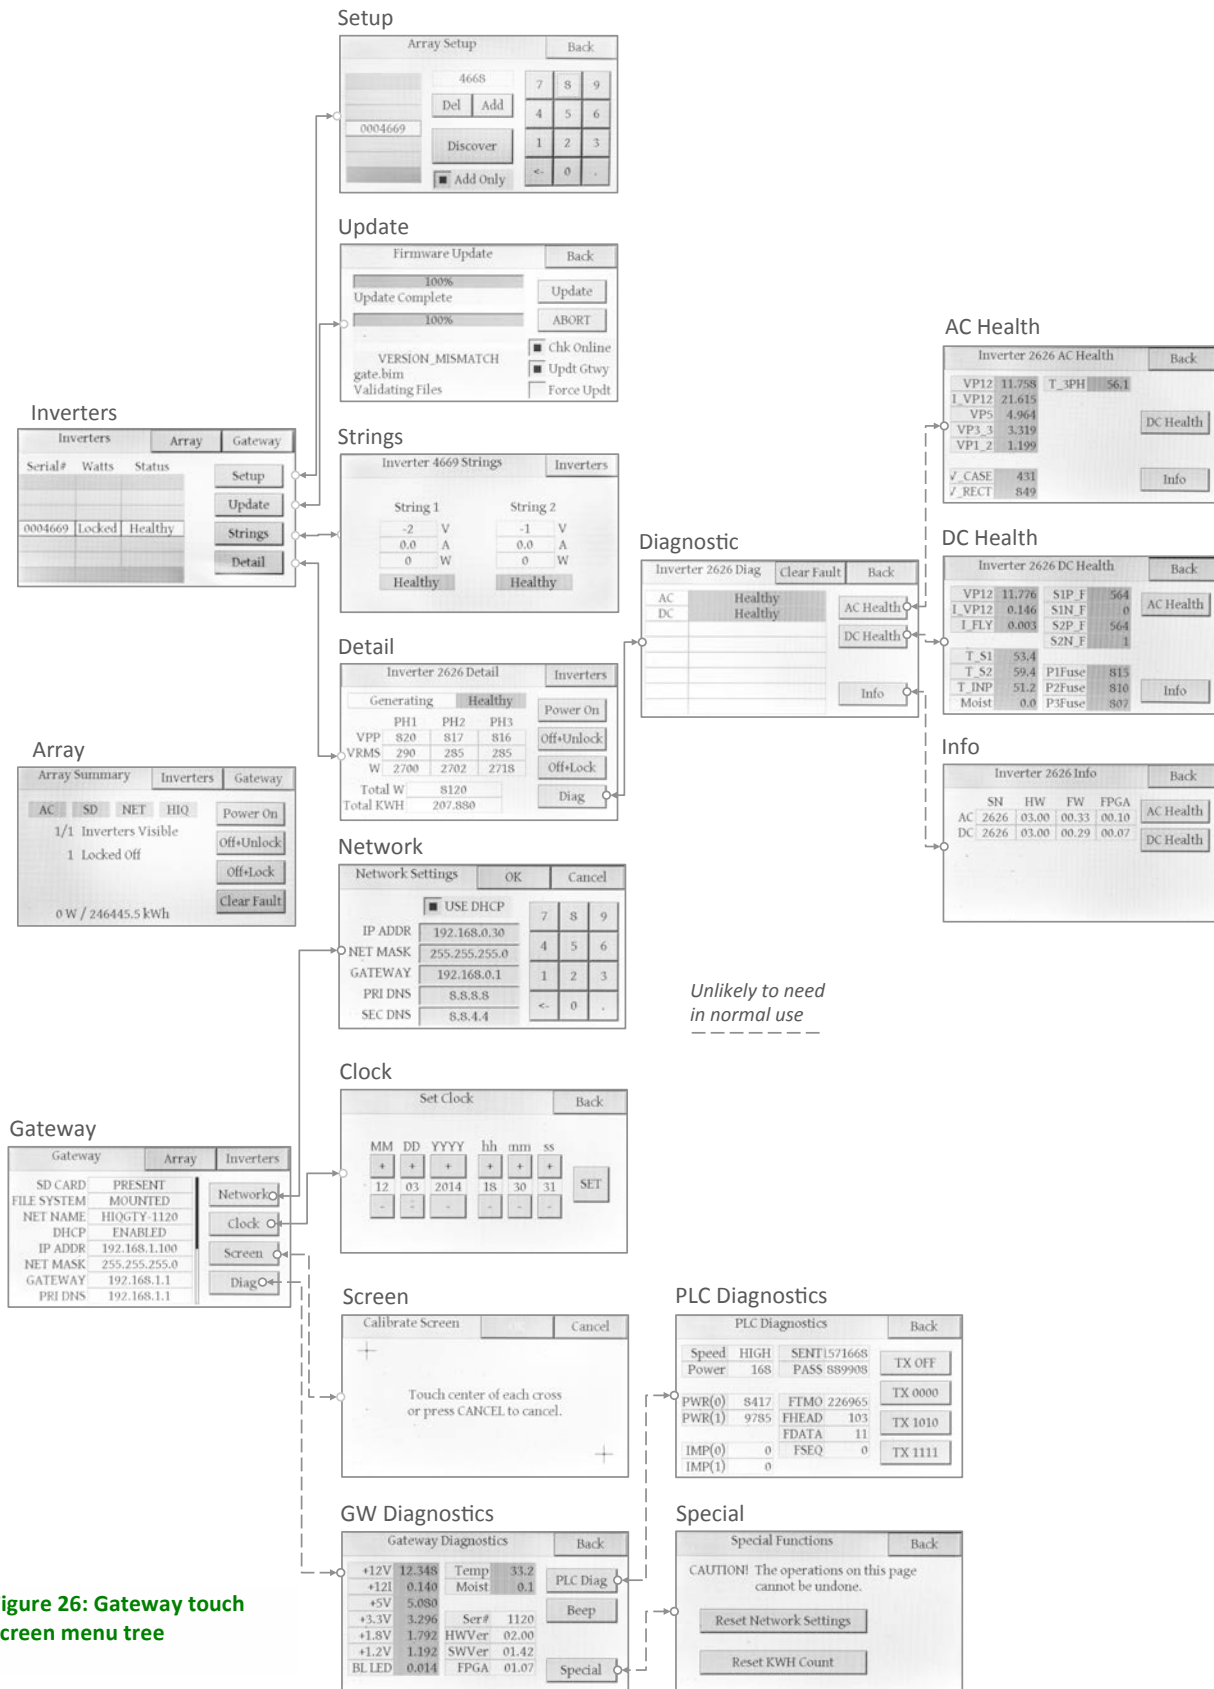 Setup
Array Setup Back
4668
Del Add
0004669
Discover
Add Only
7 8 9
4 5 6
1 2 3
<- 0 .
Update
Firmware Update Back
100%
Update Complete
Update
100%
ABORT
Chk Online
VERSION_MISMATCH
Updt Gtwy
gate.bim
Validating Files
Force Updt
Inverters
Inverters Array Gateway
Serial# Watts Status
0004669 Locked Healthy
Setup
Update
Strings
Detail
Strings
Inverter 4669 Strings Inverters
String 1 String 2
-2 V -1 V
0.0 A 0.0 A
0 W 0 W
Healthy Healthy
Detail
Inverter 2626 Detail Inverters
Generating Healthy
PH1 PH2 PH3
VPP 820 817 816
VRMS 290 285 285
W 2700 2702 2718
Total W 8120
Total KWH 207.880
Power On
Off+Unlock
Off+Lock
Diag
Diagnostic
Inverter 2626 Diag Clear Fault Back
AC Healthy
DC Healthy
AC Health
DC Health
Info
AC Health
Inverter 2626 AC Health Back
VP12 11.758 T_3PH 56.1
I_VP12 21.615
VP5 4.964
VP3_3 3.319
VP1_2 1.199
V_CASE 431
V_RECT 849
DC Health
Info
DC Health
Inverter 2626 DC Health Back
VP12 11.776 S1P_F 564
I_VP12 0.146 S1N_F 0
I_FLY 0.003 S2P_F 564
S2N_F 1
T_S1 53.4
T_S2 59.4 P1Fuse 815
T_INP 51.2 P2Fuse 810
Moist 0.0 P3Fuse 807
AC Health
Info
Info
Inverter 2626 Info Back
SN HW FW FPGA
AC 2626 03.00 00.33 00.10
DC 2626 03.00 00.29 00.07
AC Health
DC Health
Array
Array Summary Inverters Gateway
AC SD NET HIQ
1/1 Inverters Visible
1 Locked Off
0 W / 246445.5 kWh
Power On
Off+Unlock
Off+Lock
Clear Fault
Network
Network Settings OK Cancel
USE DHCP
IP ADDR 192.168.0.30
NET MASK 255.255.255.0
GATEWAY 192.168.0.1
PRI DNS 8.8.8.8
SEC DNS 8.8.4.4
7 8 9
4 5 6
1 2 3
<- 0 .
Unlikely to need
in normal use
Clock
Set Clock Back
MM DD YYYY hh mm ss
+ + + + + +
12 03 2014 18 30 31
- - - - - -
SET
Gateway
Gateway Array Inverters
SD CARD PRESENT
FILE SYSTEM MOUNTED
NET NAME HIQGTY-1120
DHCP ENABLED
IP ADDR 192.168.1.100
NET MASK 255.255.255.0
GATEWAY 192.168.1.1
PRI DNS 192.168.1.1
Network
Clock
Screen
Diag
Screen
Calibrate Screen Cancel
Touch center of each cross
or press CANCEL to cancel.
PLC Diagnostics
PLC Diagnostics Back
Speed HIGH SENT 1571668
Power 168 PASS 889908
PWR(0) 8417 FTMO 226965
PWR(1) 9785 FHEAD 103
FDATA 11
IMP(0) 0 FSEQ 0
IMP(1) 0
TX OFF
TX 0000
TX 1010
TX 1111
GW Diagnostics
Gateway Diagnostics Back
+12V 12.348 Temp 33.2
+12I 0.140 Moist 0.1
+5V 5.080
+3.3V 3.296 Ser# 1120
+1.8V 1.792 HWVer 02.00
+1.2V 1.192 SWVer 01.42
BL LED 0.014 FPGA 01.07
PLC Diag
Beep
Special
Special
Special Functions Back
CAUTION! The operations on this page
cannot be undone.
Reset Network Settings
Reset KWH Count
igure 26: Gateway touch
creen menu tree